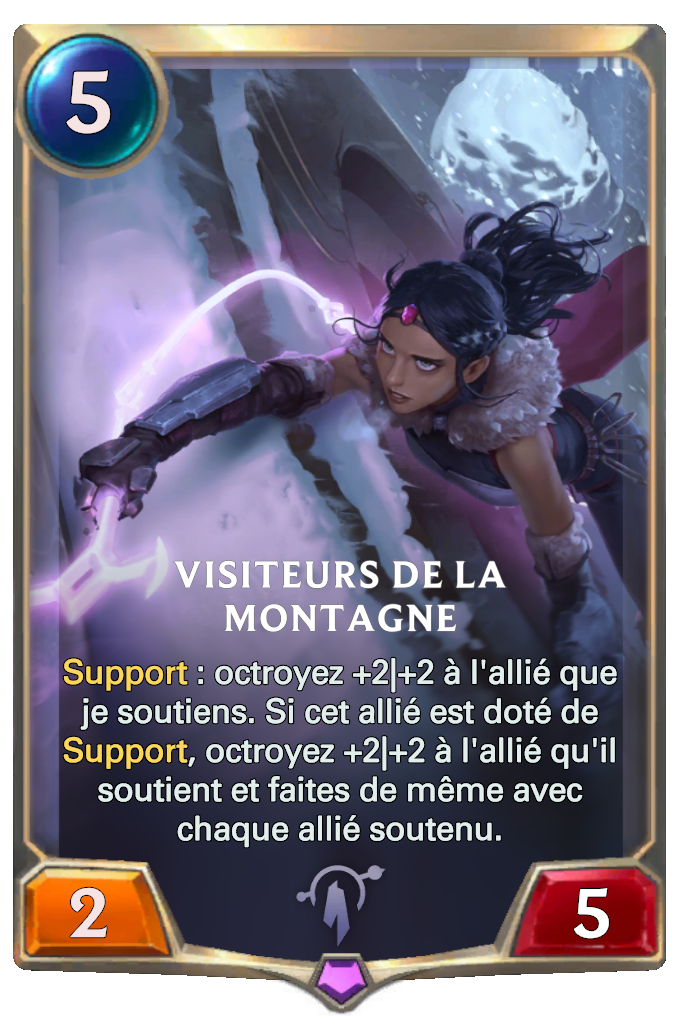 5
VISITEURS DE LA
MONTAGNE
Support : octroyez +2|+2 à l'allié que
je soutiens. Si cet allié est doté de
Support, octroyez +2|+2 à l'allié qu'il
soutient et faites de même avec
chaque allié soutenu.
2
5